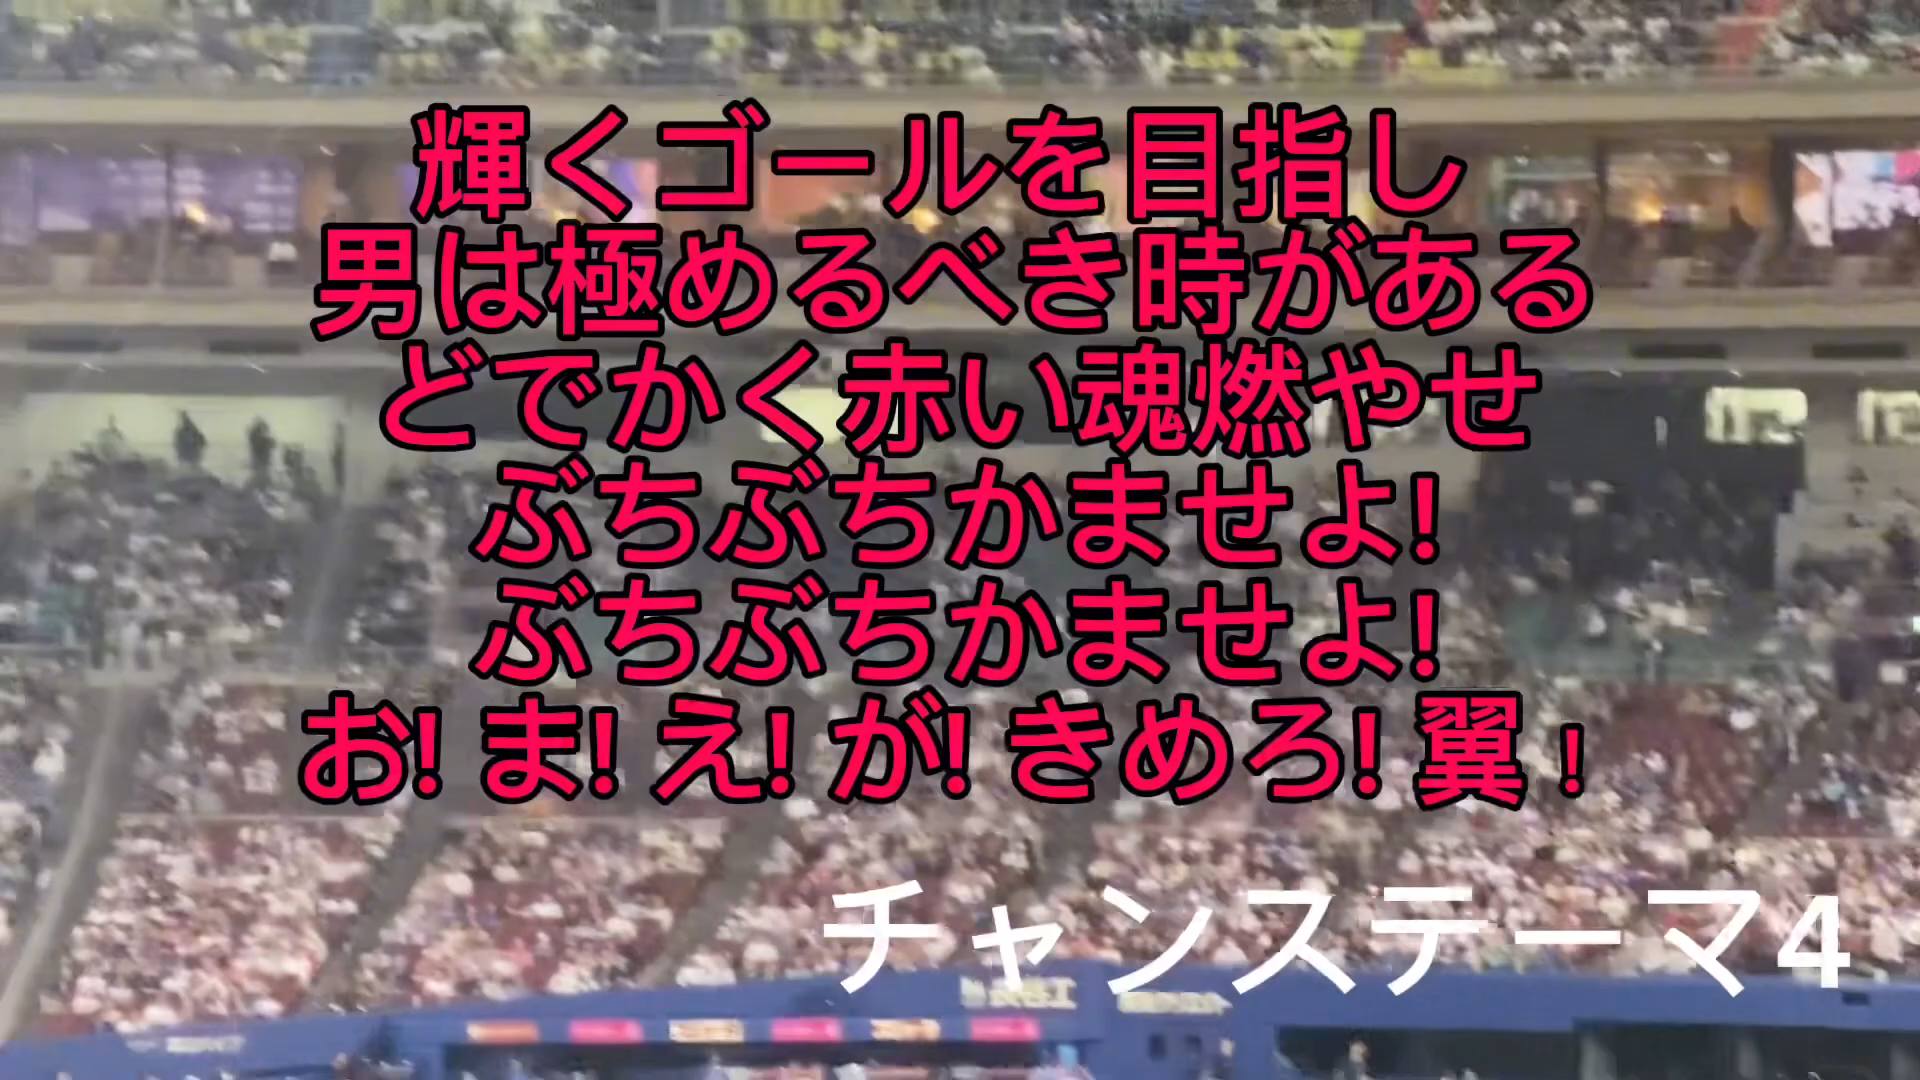 輝くゴールを目指し
男は極めるべき時がある
どでかく赤い魂燃やせ
ぶちぶちかませよ!
ぶちぶちかませよ!
お! ま! え! が! きめろ! 翼 !
チャンステーマ4